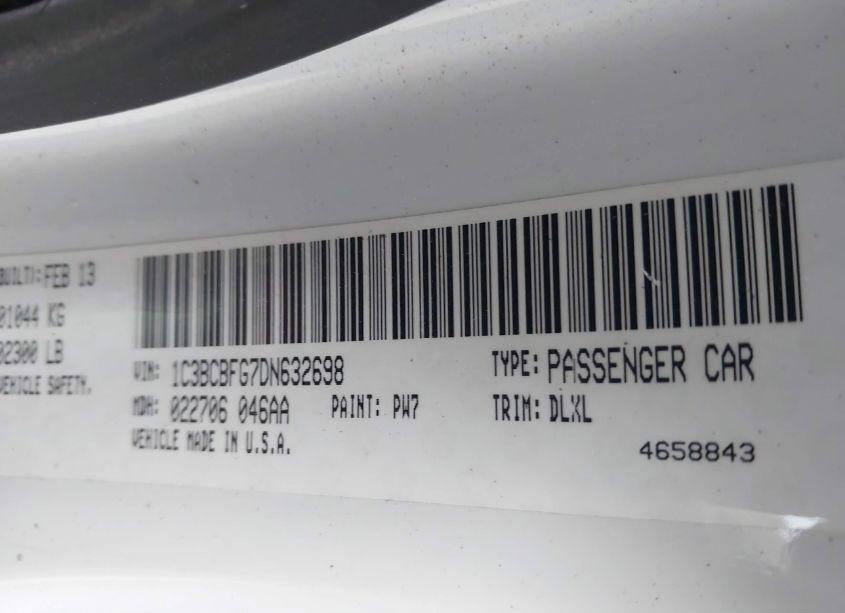 BUILT): FEB 13
01044 KG
02300 LB
VEHICLE SAFETY.
VIN: 1C3BCBFG7DN632698 TYPE: PASSENGER CAR
MDH: 022706 046AA PAINT: PW7 TRIM: DLXL
VEHICLE MADE IN U.S.A. 4658843